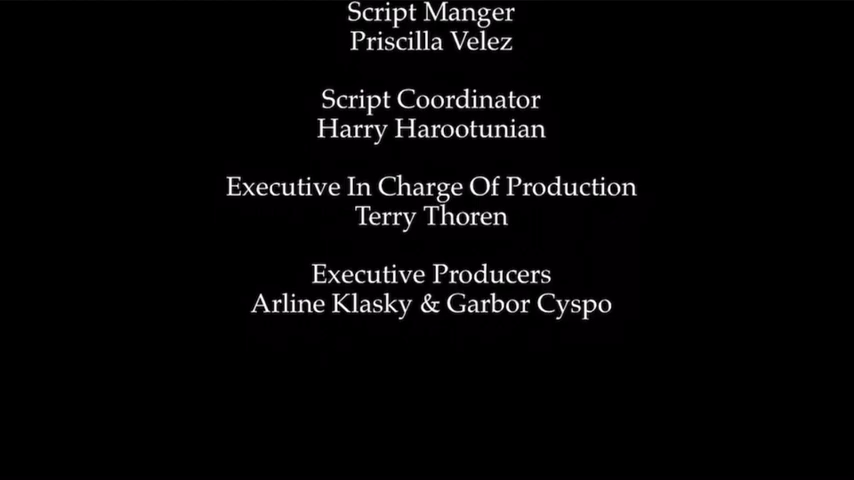 Script Manger
Priscilla Velez
Script Coordinator
Harry Harootunian
Executive In Charge Of Production
Terry Thoren
Executive Producers
Arline Klasky & Garbor Cyspo